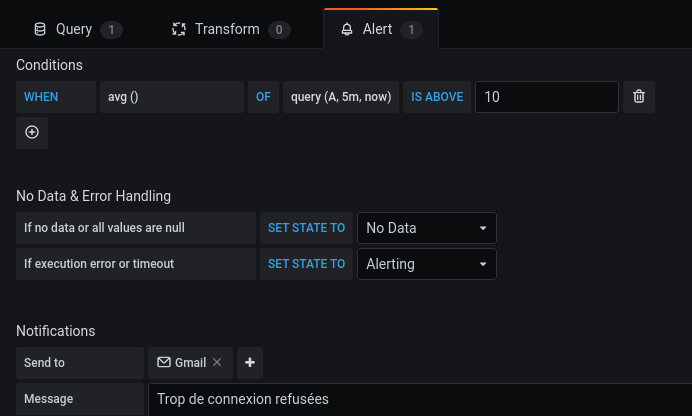 Query 1 Transform 0 Alert 1
Conditions
WHEN avg () OF query (A, 5m, now) IS ABOVE 10
No Data & Error Handling
If no data or all values are null SET STATE TO No Data
If execution error or timeout SET STATE TO Alerting
Notifications
Send to Gmail
Message Trop de connexion refusées